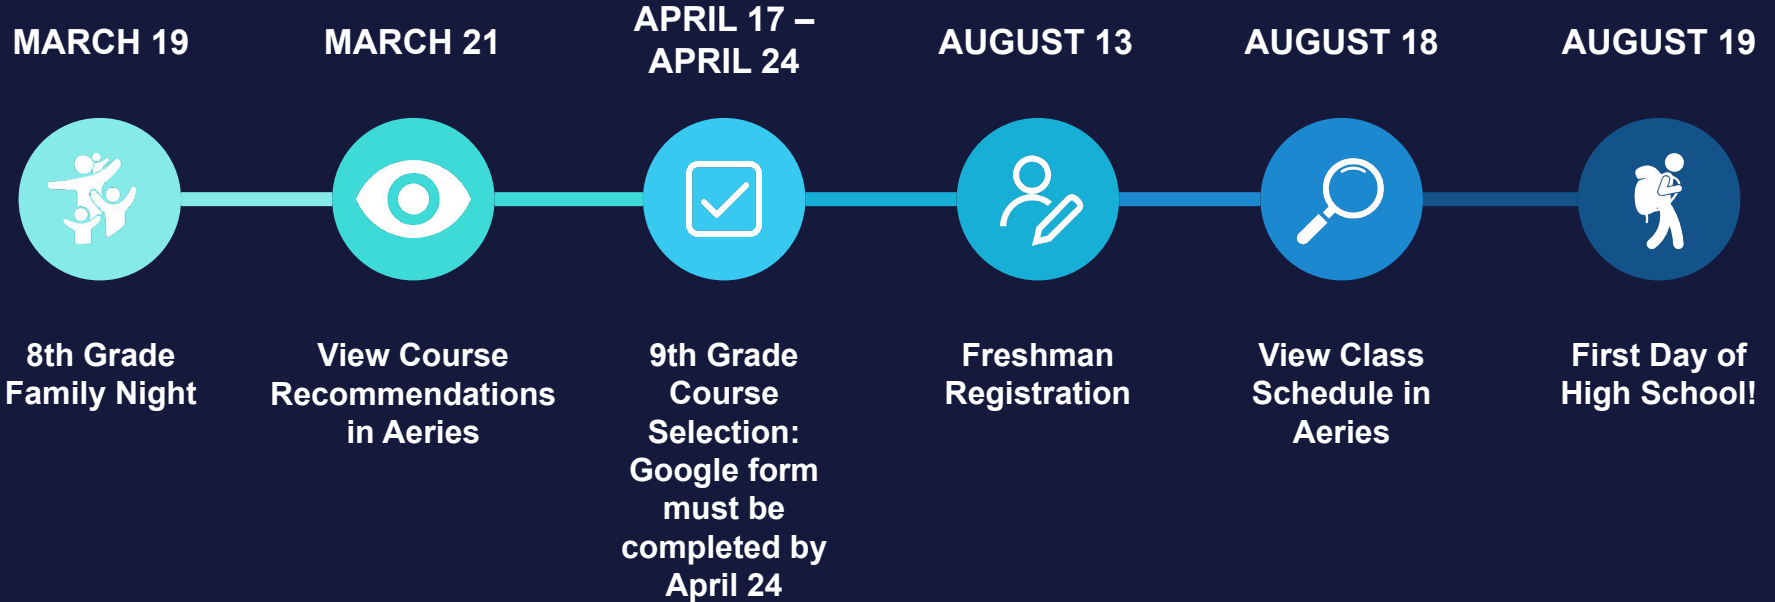 MARCH 19
MARCH 21
APRIL 17 –
APRIL 24
AUGUST 13
AUGUST 18
AUGUST 19
8th Grade
Family Night
View Course
Recommendations
in Aeries
9th Grade
Course
Selection:
Google form
must be
completed by
April 24
Freshman
Registration
View Class
Schedule in
Aeries
First Day of
High School!